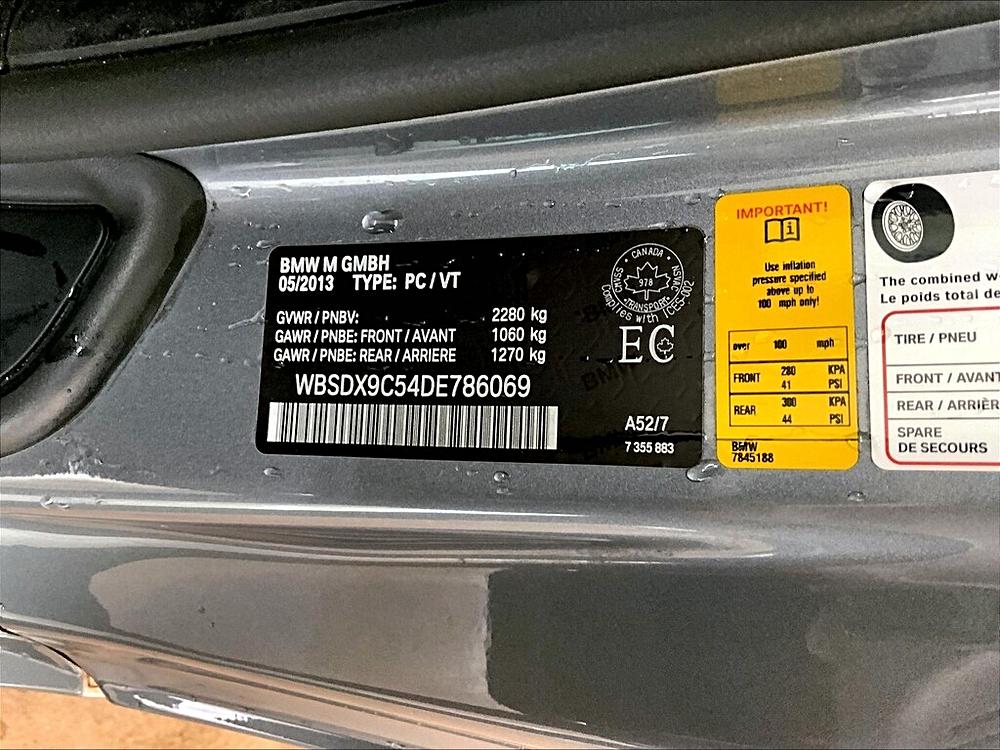 BMW M GMBH
05/2013 TYPE: PC / VT
GVWR / PNBV: 2280 kg
GAWR / PNBE: FRONT / AVANT 1060 kg
GAWR / PNBE: REAR / ARRIERE 1270 kg
WBSDX9C54DE786069
CANADA
978
TRANSPORT
Complies with ICES-002
EC
A52/7
7 355 883
IMPORTANT!
i
Use inflation
pressure specified
above up to
100 mph only!
over 100 mph
FRONT 280 KPA
41 PSI
REAR 300 KPA
44 PSI
BMW
7845188
The combined w
Le poids total de
TIRE / PNEU
FRONT / AVANT
REAR / ARRIÈR
SPARE
DE SECOURS